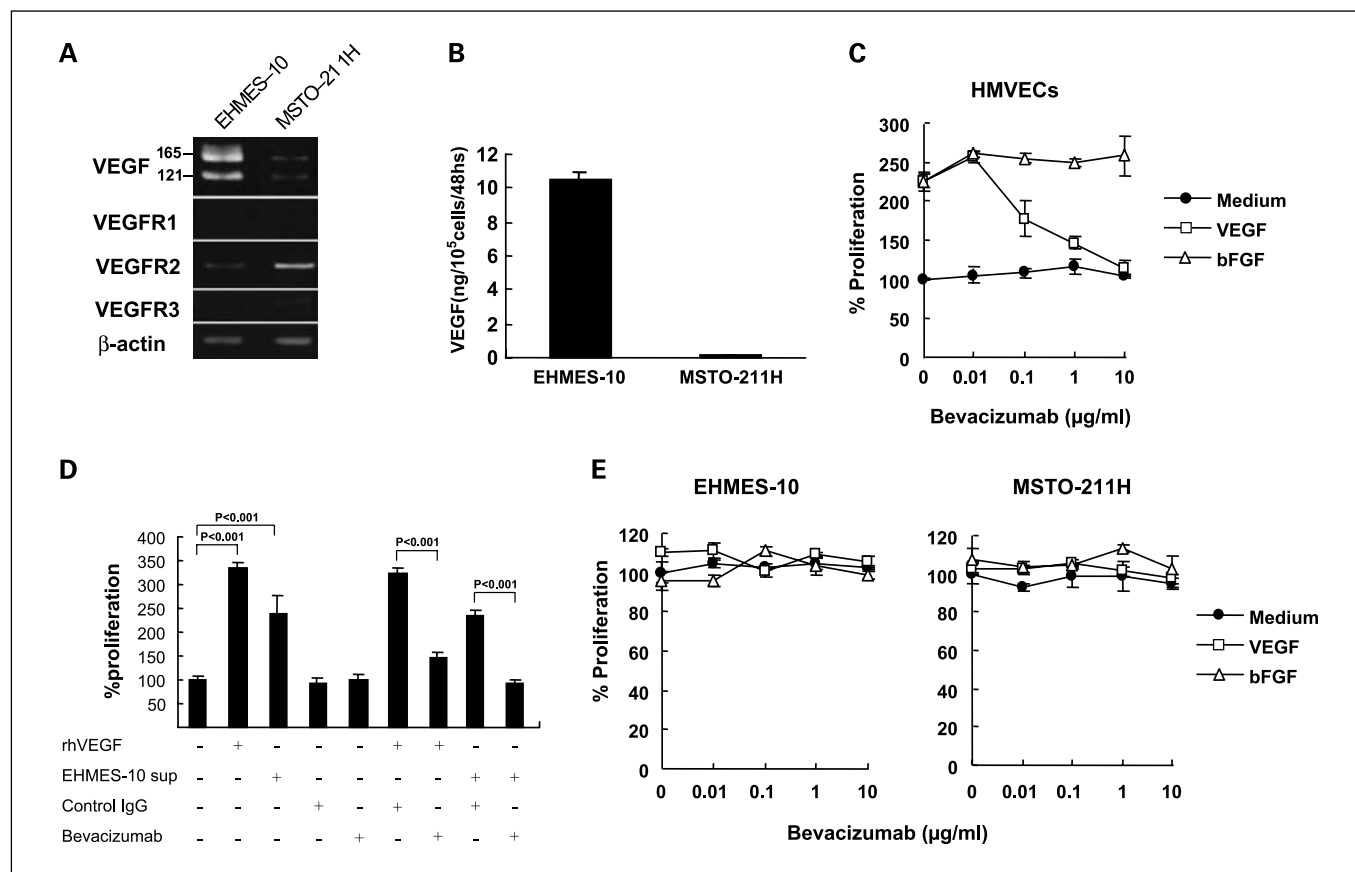 A
EHMES-10
MSTO-211H
VEGF
165
121
VEGFR1
VEGFR2
VEGFR3
β-actin
B
VEGF(ng/10⁵cells/48hs)
12
10
8
6
4
2
0
EHMES-10
MSTO-211H
C
HMVECs
% Proliferation
300
250
200
150
100
50
0
0 0.01 0.1 1 10
Bevacizumab (µg/ml)
Medium
VEGF
bFGF
D
%proliferation
400
350
300
250
200
150
100
50
P<0.001
P<0.001
P<0.001
P<0.001
rhVEGF - + - - - + + - -
EHMES-10 sup - - + - - - - + +
Control IgG - - - + - + - + -
Bevacizumab - - - - + - + - +
E
EHMES-10
% Proliferation
120
100
80
60
40
20
0
0 0.01 0.1 1 10
MSTO-211H
120
100
80
60
40
20
0
0 0.01 0.1 1 10
Bevacizumab (µg/ml)
Medium
VEGF
bFGF